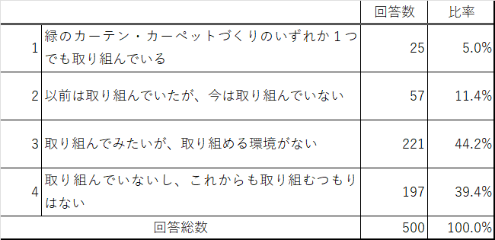 回答数 比率
1 緑のカーテン・カーペットづくりのいずれか１つ
でも取り組んでいる 25 5.0%
2 以前は取り組んでいたが、今は取り組んでいない 57 11.4%
3 取り組んでみたいが、取り組める環境がない 221 44.2%
4 取り組んでいないし、これからも取り組むつもり
はない 197 39.4%
回答総数 500 100.0%